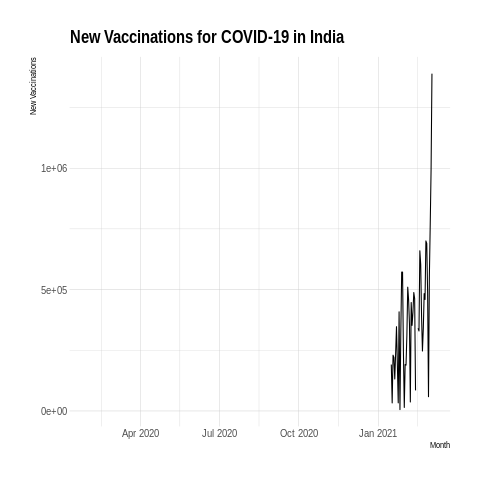 New Vaccinations for COVID-19 in India
New Vaccinations
1e+06
5e+05
0e+00
Apr 2020 Jul 2020 Oct 2020 Jan 2021
Month